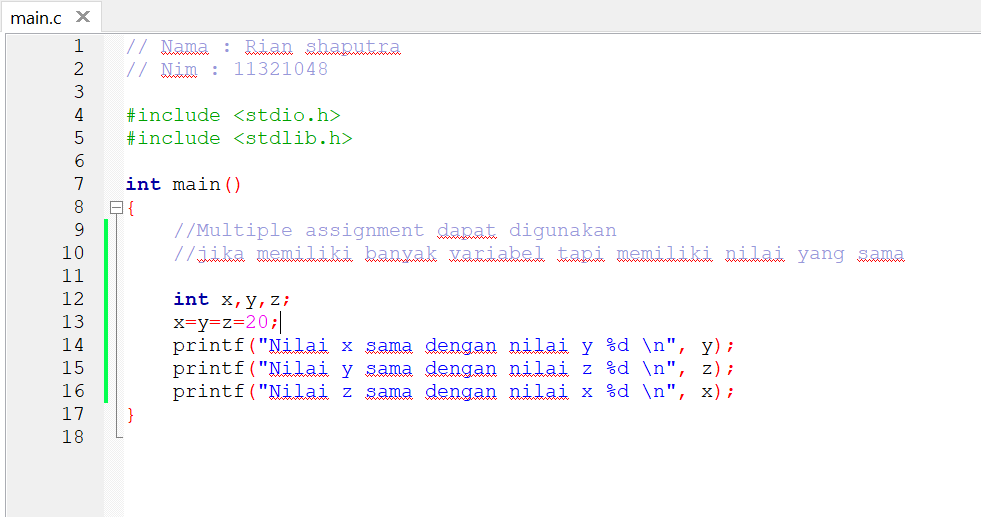 main.c
1 // Nama : Rian shaputra
2 // Nim : 11321048
3
4 #include <stdio.h>
5 #include <stdlib.h>
6
7 int main()
8 {
9 //Multiple assignment dapat digunakan
10 //jika memiliki banyak variabel tapi memiliki nilai yang sama
11
12 int x,y,z;
13 x=y=z=20;
14 printf("Nilai x sama dengan nilai y %d \n", y);
15 printf("Nilai y sama dengan nilai z %d \n", z);
16 printf("Nilai z sama dengan nilai x %d \n", x);
17 }
18